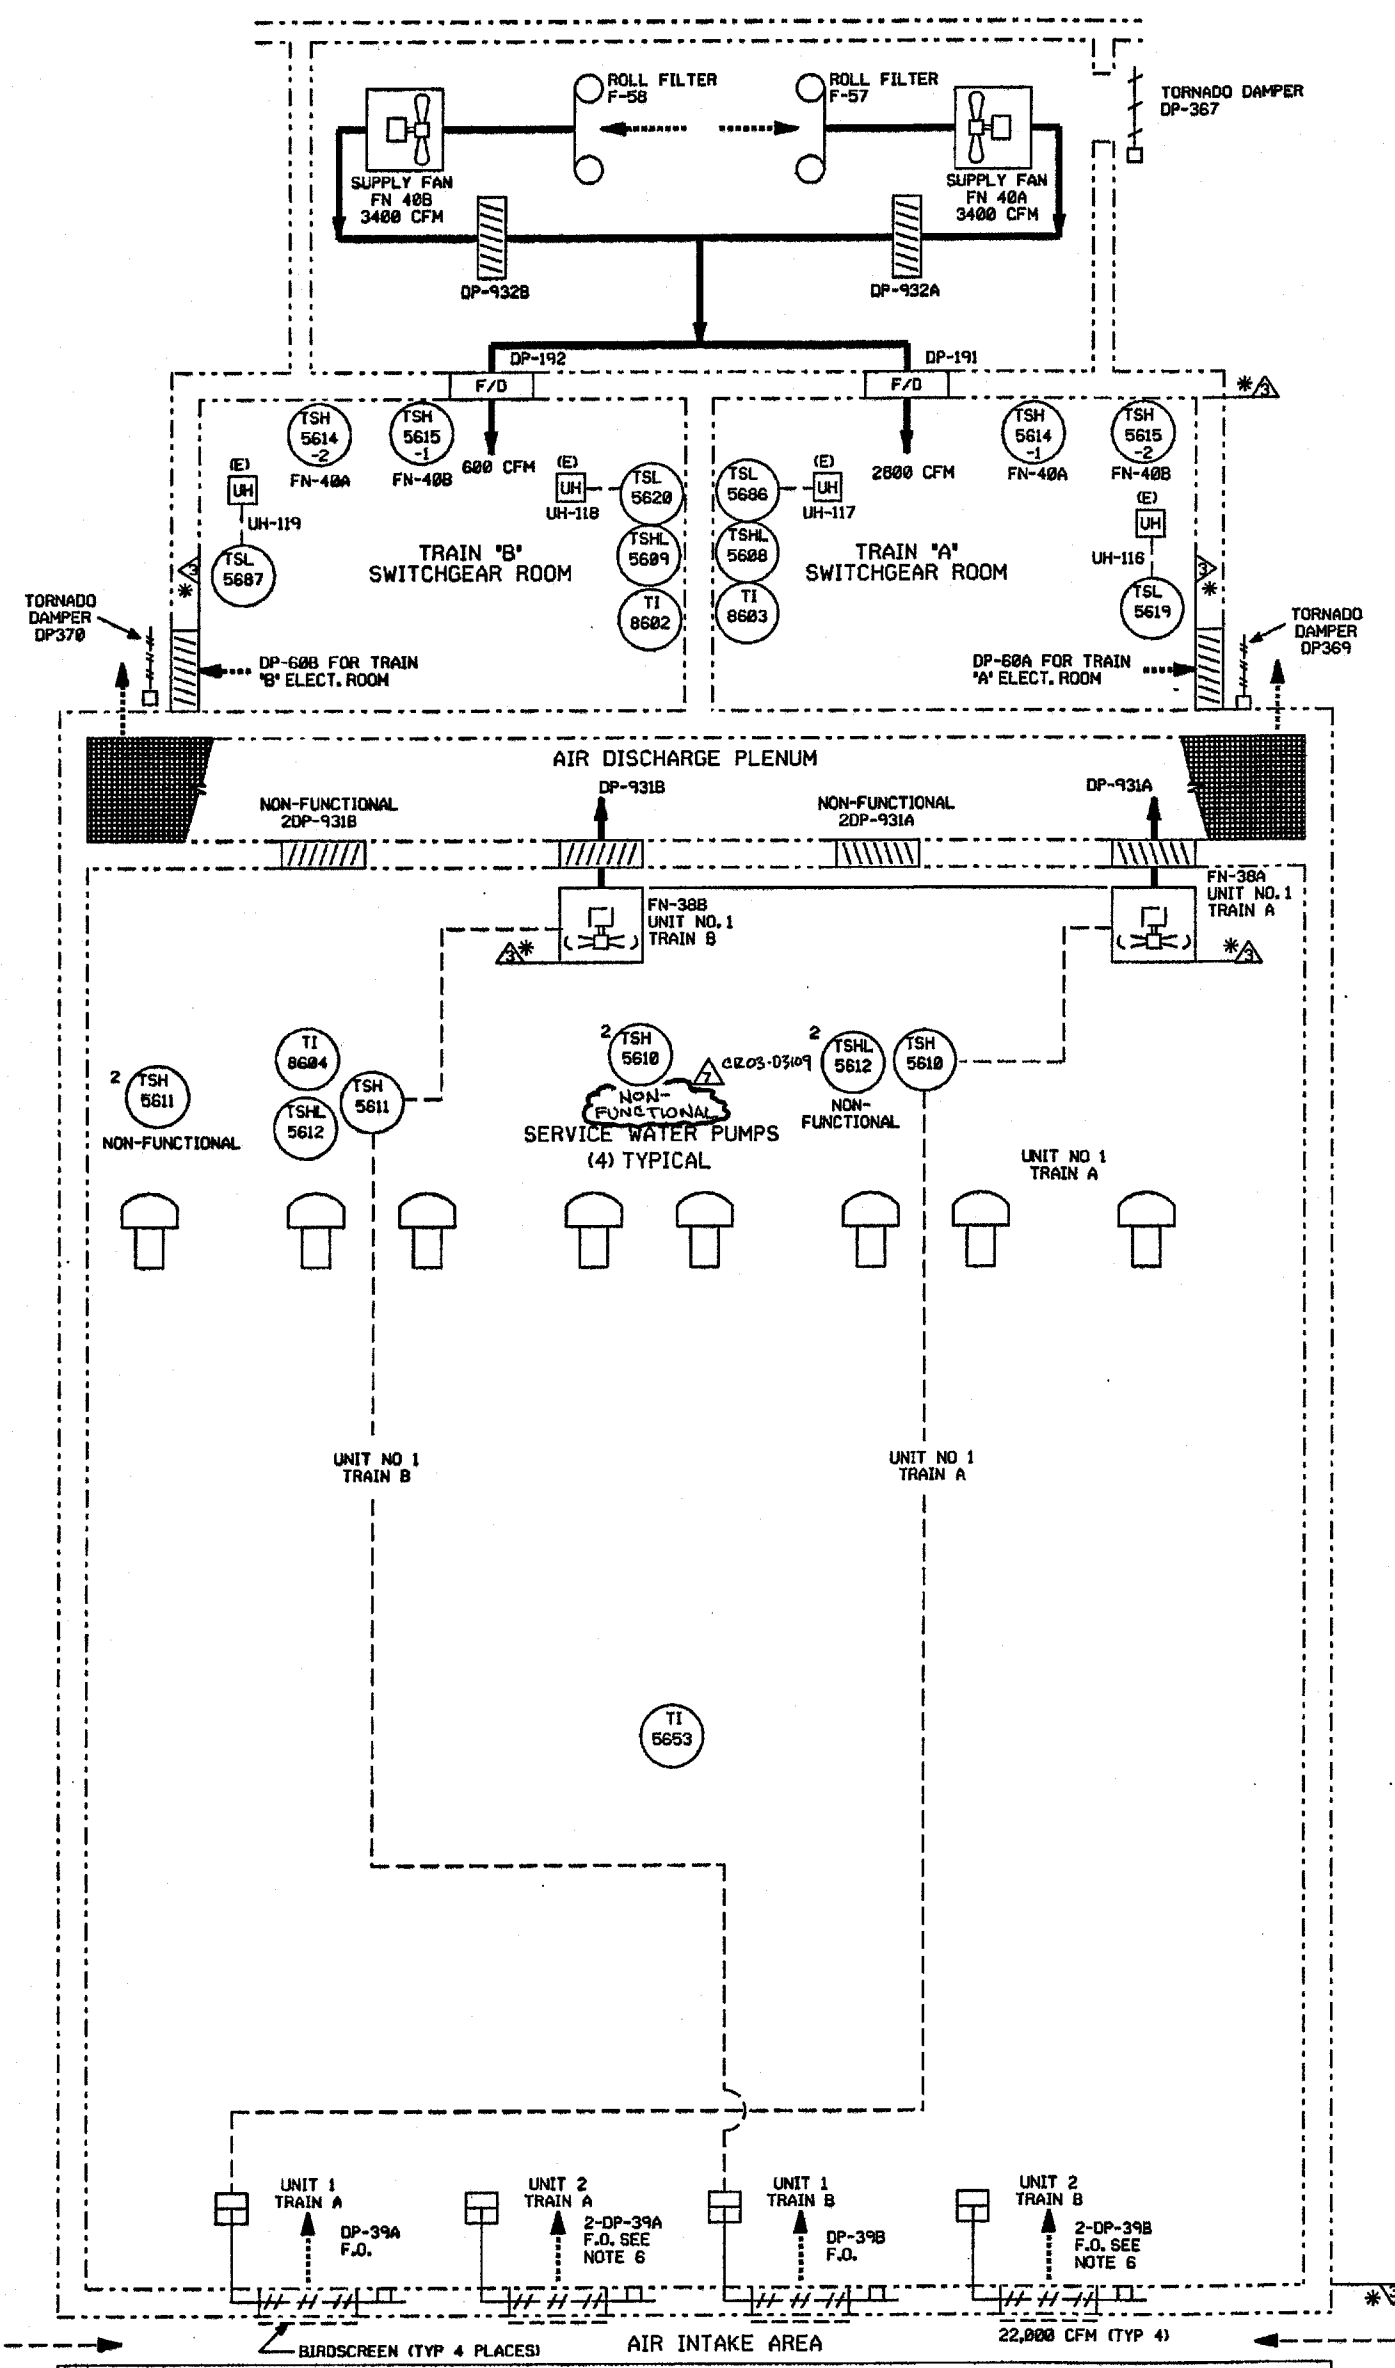 ROLL FILTER
F-58
ROLL FILTER
F-57
TORNADO DAMPER
DP-367
SUPPLY FAN
FN 40B
3400 CFM
SUPPLY FAN
FN 40A
3400 CFM
DP-932B
DP-932A
DP-192
DP-191
F/D
F/D
* 3
TSH
5614
-2
FN-40A
TSH
5615
-1
FN-40B
600 CFM
2800 CFM
TSH
5614
-1
FN-40A
TSH
5615
-2
FN-40B
(E)
UH
UH-119
(E)
UH
UH-118
TSL
5620
TSL
5686
(E)
UH
UH-117
(E)
UH
UH-116
TSL
5687
TRAIN "B"
SWITCHGEAR ROOM
TSHL
5609
TSHL
5608
TRAIN "A"
SWITCHGEAR ROOM
TSL
5619
TI
8602
TI
8603
3
*
3
*
TORNADO
DAMPER
DP370
TORNADO
DAMPER
DP369
DP-60B FOR TRAIN
"B" ELECT. ROOM
DP-60A FOR TRAIN
"A" ELECT. ROOM
AIR DISCHARGE PLENUM
DP-931B
DP-931A
NON-FUNCTIONAL
2DP-931B
NON-FUNCTIONAL
2DP-931A
FN-38B
UNIT NO. 1
TRAIN B
FN-38A
UNIT NO. 1
TRAIN A
3 *
* 3
2
TSH
5611
NON-FUNCTIONAL
TI
8604
TSHL
5612
TSH
5611
2
TSH
5610
NON-
FUNCTIONAL
7
CR03-D3109
2
TSHL
5612
NON-
FUNCTIONAL
TSH
5610
SERVICE WATER PUMPS
(4) TYPICAL
UNIT NO 1
TRAIN A
UNIT NO 1
TRAIN B
UNIT NO 1
TRAIN A
TI
5653
UNIT 1
TRAIN A
DP-39A
F.O.
UNIT 2
TRAIN A
2-DP-39A
F.O. SEE
NOTE 6
UNIT 1
TRAIN B
DP-39B
F.O.
UNIT 2
TRAIN B
2-DP-39B
F.O. SEE
NOTE 6
* 3
BIRDSCREEN (TYP 4 PLACES)
AIR INTAKE AREA
22,000 CFM (TYP 4)